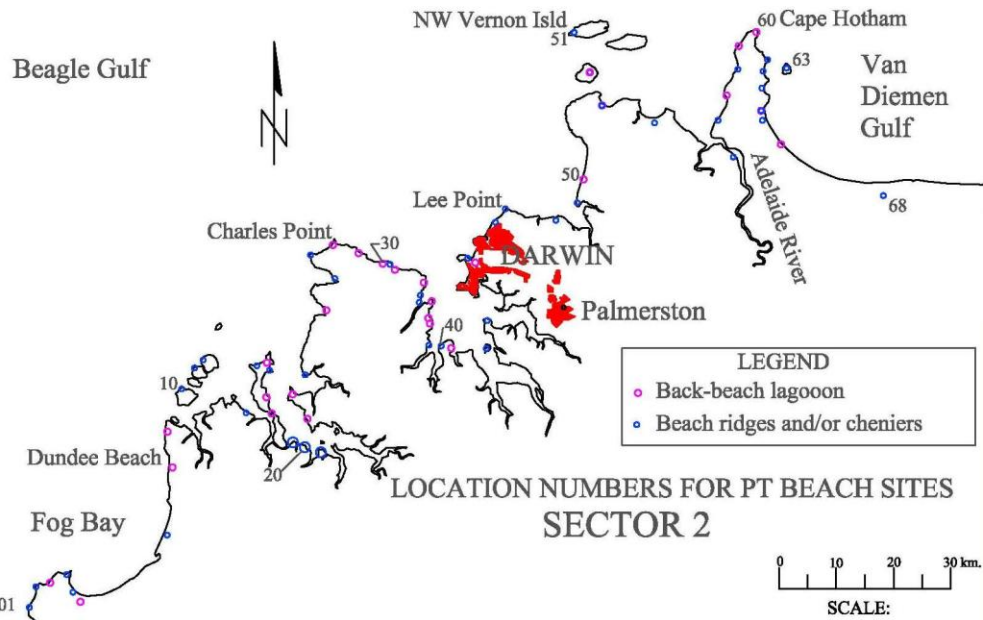 NW Vernon Isld
51
60 Cape Hotham
63
Beagle Gulf
Van
Diemen
Gulf
N
50
Adelaide River
68
Lee Point
Charles Point
30
DARWIN
Palmerston
40
LEGEND
Back-beach lagooon
Beach ridges and/or cheniers
10
Dundee Beach
20
LOCATION NUMBERS FOR PT BEACH SITES
SECTOR 2
Fog Bay
01
0 10 20 30 km.
SCALE: